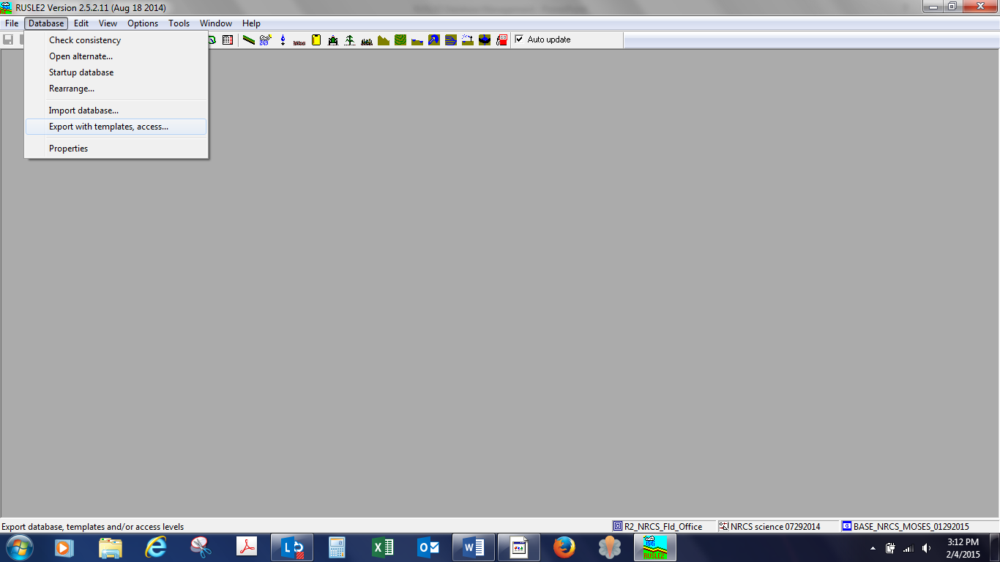 RUSLE2 Version 2.5.2.11 (Aug 18 2014)
File Database Edit View Options Tools Window Help
Auto update
Check consistency
Open alternate...
Startup database
Rearrange...
Import database...
Export with templates, access...
Properties
Export database, templates and/or access levels
R2_NRCS_Fld_Office
NRCS science 07292014
BASE_NRCS_MOSES_01292015
RUSLE2
3:12 PM
2/4/2015